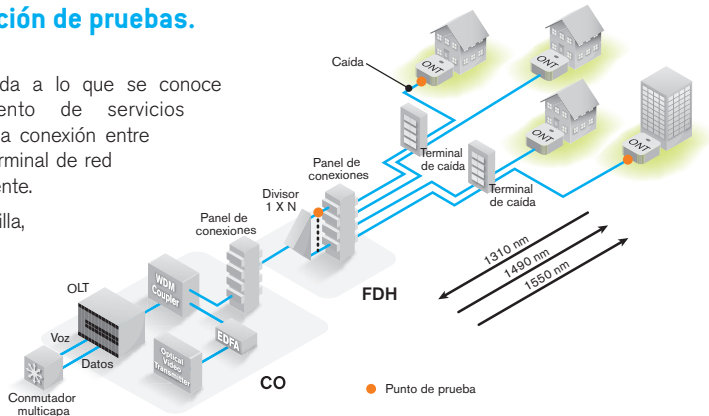 ción de pruebas.
da a lo que se conoce
ento de servicios
a conexión entre
rminal de red
ente.
illa,
Caída
ONT
ONT
ONT
ONT
Terminal
de caída
Terminal
de caída
Panel de
conexiones
Divisor
1 X N
Panel de
conexiones
FDH
1310 nm
1490 nm
1550 nm
WDM
Coupler
OLT
EDFA
Voz
Datos
Optical
Video
Transmitter
CO
Conmutador
multicapa
Punto de prueba